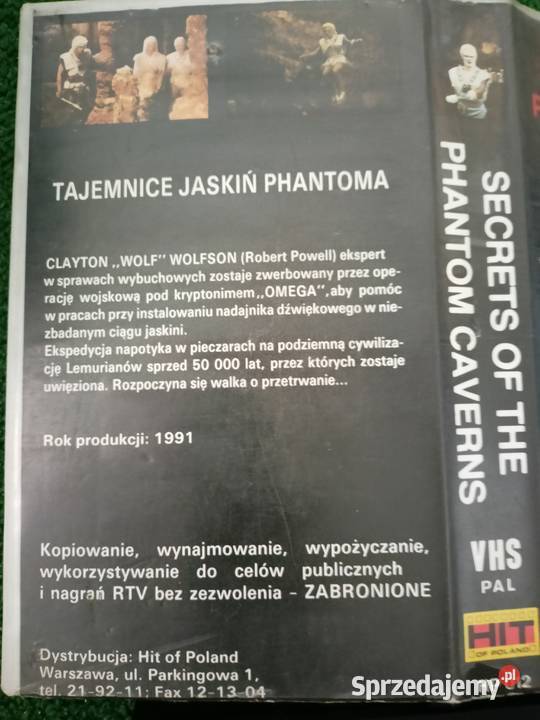 TAJEMNICE JASKIŃ PHANTOMA
CLAYTON „WOLF" WOLFSON (Robert Powell) ekspert
w sprawach wybuchowych zostaje zwerbowany przez ope-
rację wojskową pod kryptonimem„OMEGA",aby pomóc
w pracach przy instalowaniu nadajnika dźwiękowego w nie-
zbadanym ciągu jaskini.
Ekspedycja napotyka w pieczarach na podziemną cywiliza-
cję Lemurianów sprzed 50 000 lat, przez których zostaje
uwięziona. Rozpoczyna się walka o przetrwanie...
Rok produkcji: 1991
Kopiowanie, wynajmowanie, wypożyczanie,
wykorzystywanie do celów publicznych
i nagrań RTV bez zezwolenia - ZABRONIONE
Dystrybucja: Hit of Poland
Warszawa, ul. Parkingowa 1,
tel. 21-92-11; Fax 12-13-04
SECRETS OF THE
PHANTOM CAVERNS
VHS
PAL
HIT
OF POLAND
Sprzedajemy.pl